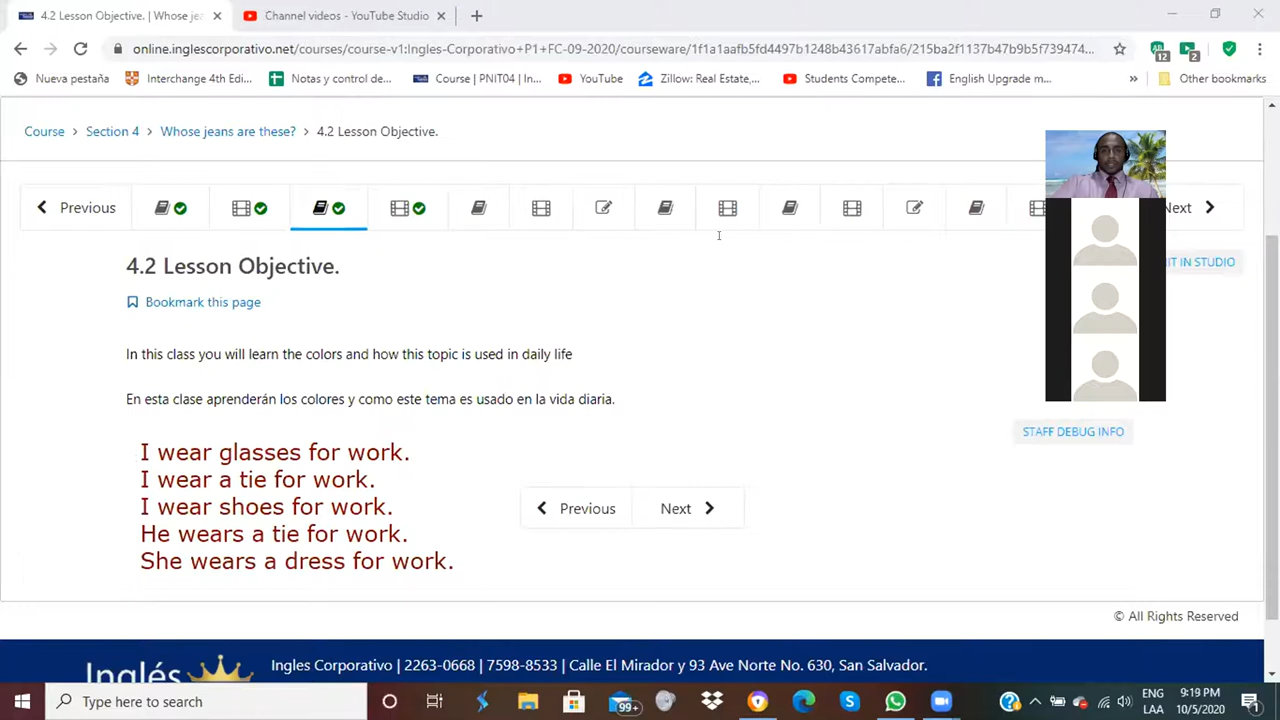 4.2 Lesson Objective. | Whose je
Channel videos - YouTube Studio
online.inglescorporativo.net/courses/course-v1:Ingles-Corporativo+P1+FC-09-2020/courseware/1f1a1aafb5fd4497b1248b43617abfa6/215ba2f1137b47b9b5f739474...
12
2
Nueva pestaña
Interchange 4th Edi...
Notas y control de...
Course | PNIT04 | In...
YouTube
Zillow: Real Estate,...
Students Compete...
English Upgrade m...
»
Other bookmarks
Course > Section 4 > Whose jeans are these? > 4.2 Lesson Objective.
Previous
Next
4.2 Lesson Objective.
IT IN STUDIO
Bookmark this page
In this class you will learn the colors and how this topic is used in daily life
En esta clase aprenderán los colores y como este tema es usado en la vida diaria.
STAFF DEBUG INFO
I wear glasses for work.
I wear a tie for work.
I wear shoes for work.
He wears a tie for work.
She wears a dress for work.
Previous
Next
© All Rights Reserved
Inglés
Ingles Corporativo | 2263-0668 | 7598-8533 | Calle El Mirador y 93 Ave Norte No. 630, San Salvador.
Type here to search
99+
ENG
LAA
9:19 PM
10/5/2020
1